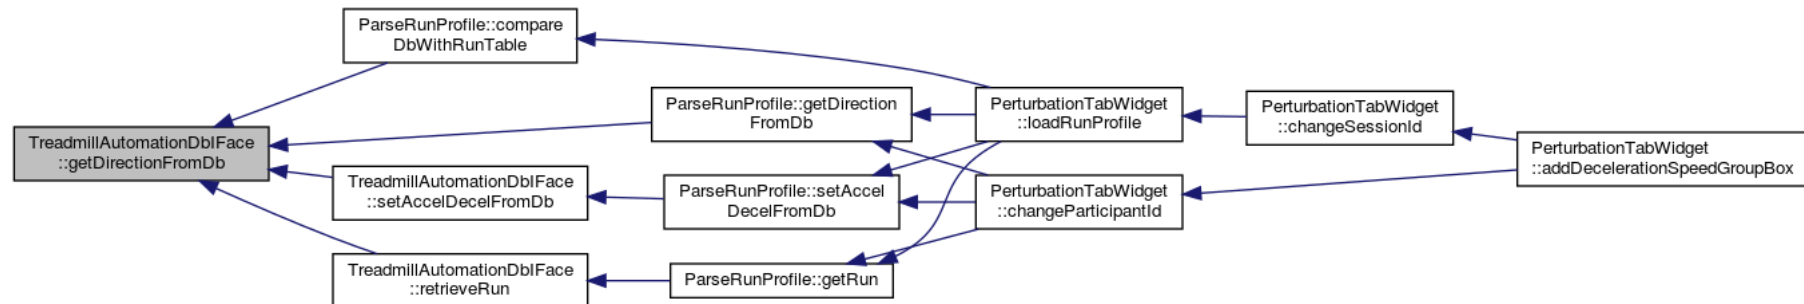 ParseRunProfile::compare
DbWithRunTable
TreadmillAutomationDbIFace
::getDirectionFromDb
ParseRunProfile::getDirection
FromDb
TreadmillAutomationDbIFace
::setAccelDecelFromDb
TreadmillAutomationDbIFace
::retrieveRun
ParseRunProfile::setAccel
DecelFromDb
ParseRunProfile::getRun
PerturbationTabWidget
::loadRunProfile
PerturbationTabWidget
::changeParticipantId
PerturbationTabWidget
::changeSessionId
PerturbationTabWidget
::addDecelerationSpeedGroupBox